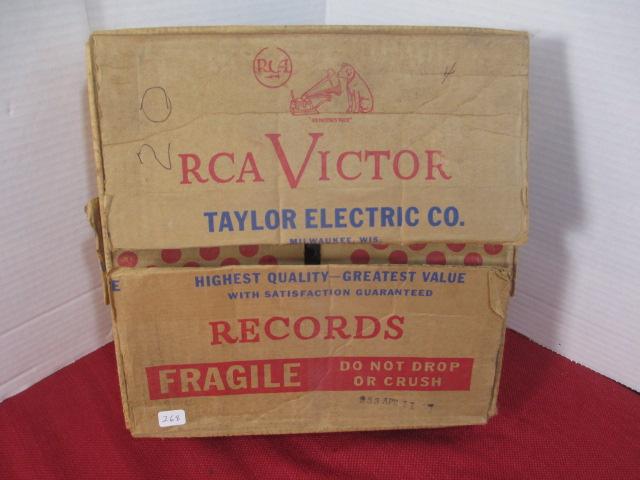 RCA
4
20
"HIS MASTER'S VOICE"
RCA VICTOR
TAYLOR ELECTRIC CO.
MILWAUKEE, WIS.
E
HIGHEST QUALITY—GREATEST VALUE
WITH SATISFACTION GUARANTEED
RECORDS
FRAGILE
DO NOT DROP
OR CRUSH
268